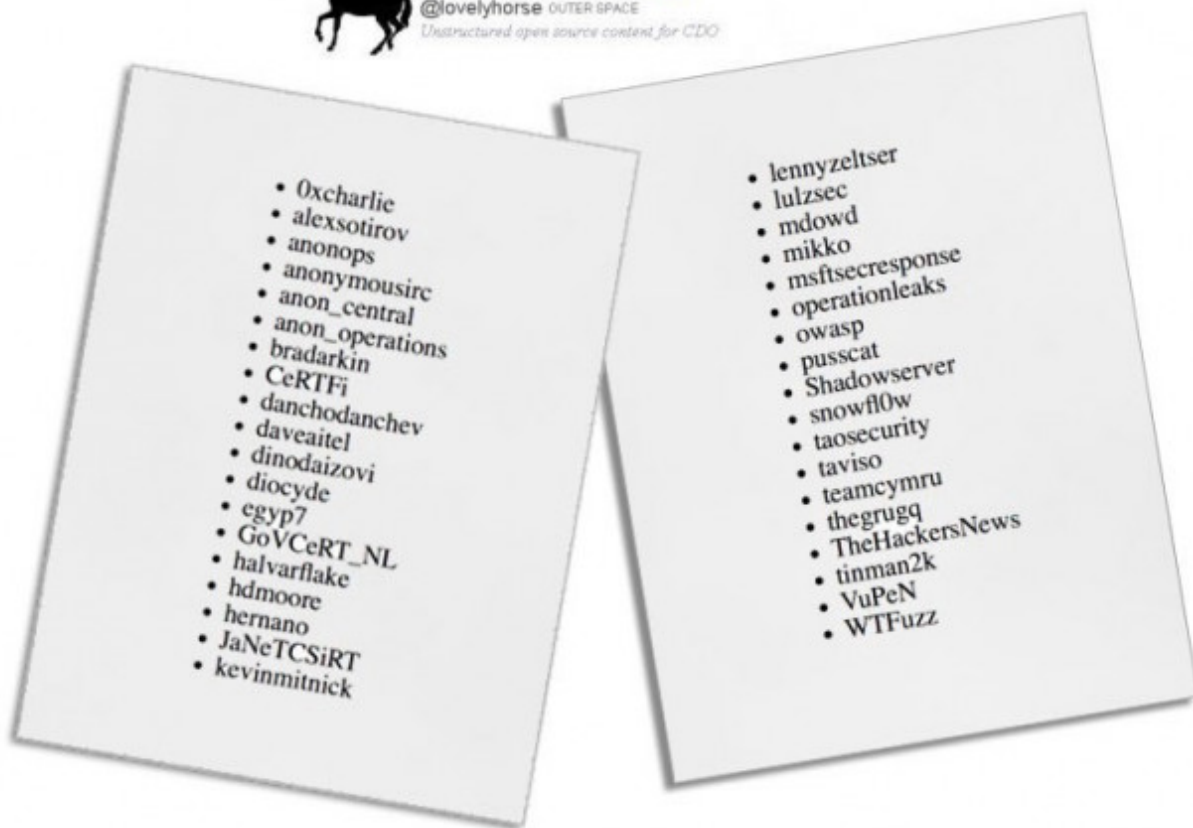 @lovelyhorse OUTER SPACE
Unstructured open source content for CDO
• 0xcharlie
• alexsotirov
• anonops
• anonymousirc
• anon_central
• anon_operations
• bradarkin
• CeRTFi
• danchodanchev
• daveaitel
• dinodaizovi
• diocyde
• egyp7
• GoVCeRT_NL
• halvarflake
• hdmoore
• hernano
• JaNeTCSiRT
• kevinmitnick
• lennyzeltser
• lulzsec
• mdowd
• mikko
• msftsecresponse
• operationleaks
• owasp
• pusscat
• Shadowserver
• snowfl0w
• taosecurity
• taviso
• teamcymru
• thegrugq
• TheHackersNews
• tinman2k
• VuPeN
• WTFuzz